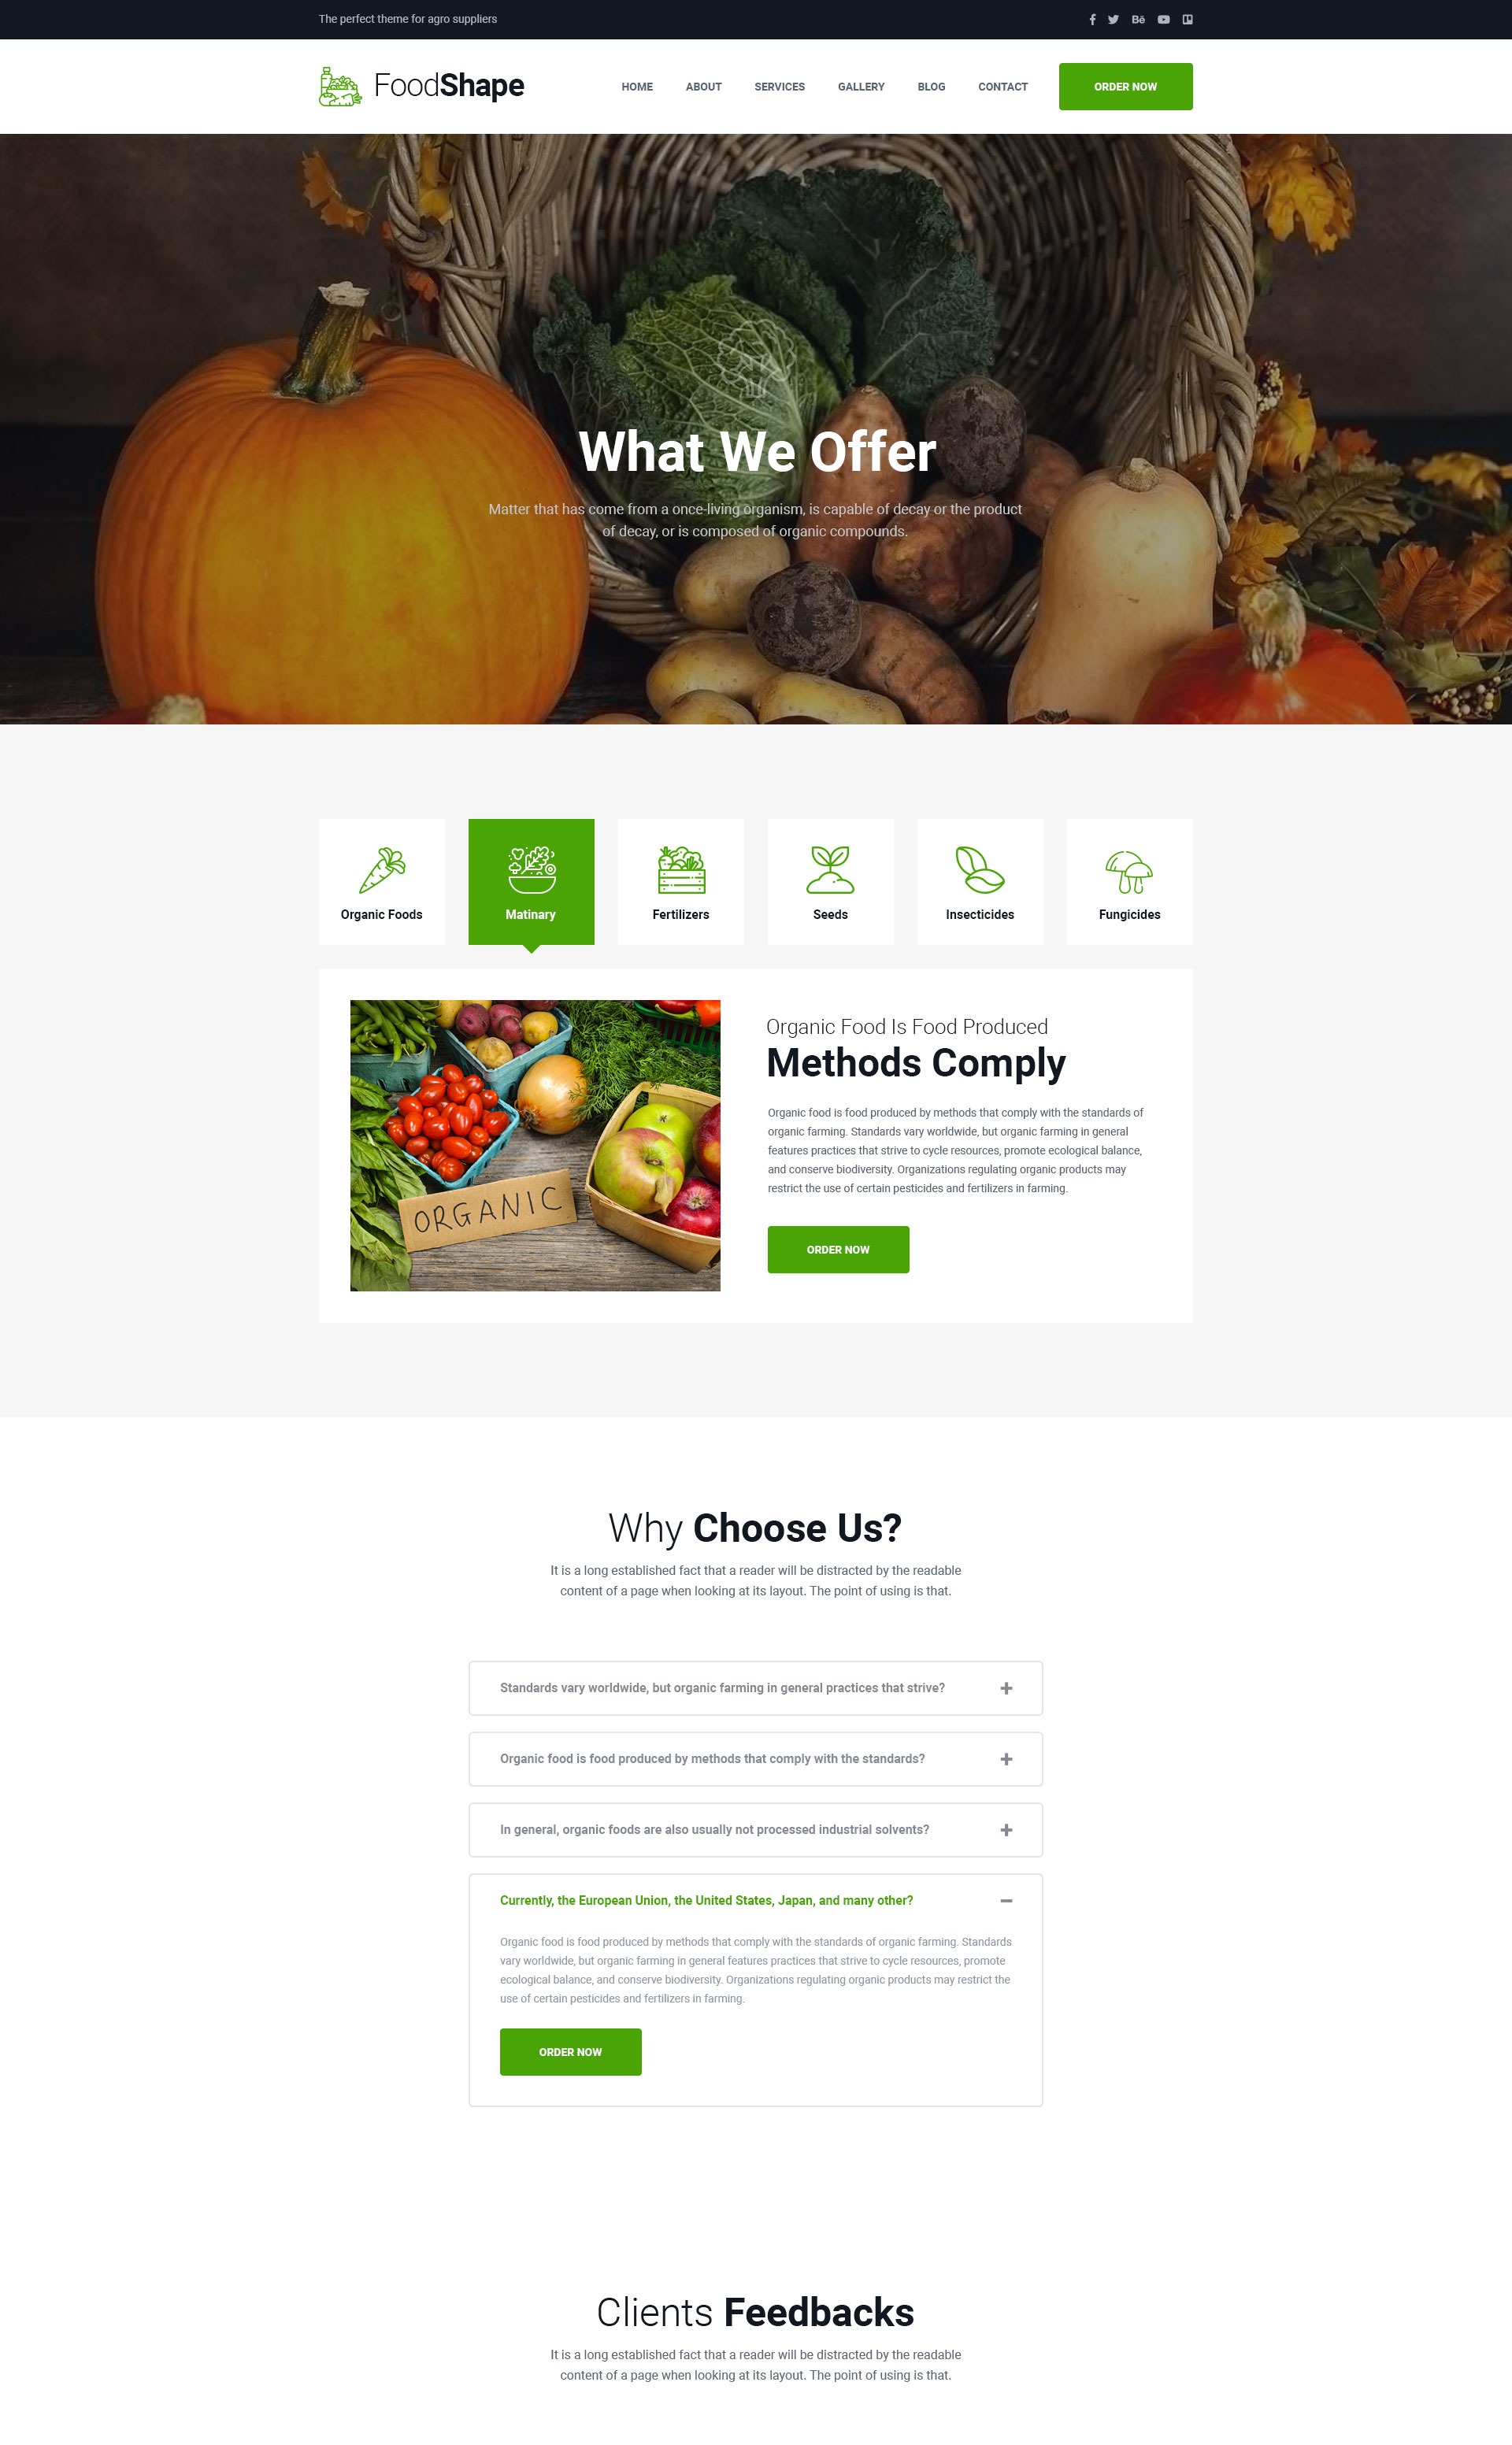 The perfect theme for agro suppliers
FoodShape
HOME ABOUT SERVICES GALLERY BLOG CONTACT ORDER NOW
What We Offer
Matter that has come from a once-living organism, is capable of decay or the product
of decay, or is composed of organic compounds.
Organic Foods Matinary Fertilizers Seeds Insecticides Fungicides
ORGANIC
Organic Food Is Food Produced
Methods Comply
Organic food is food produced by methods that comply with the standards of
organic farming. Standards vary worldwide, but organic farming in general
features practices that strive to cycle resources, promote ecological balance,
and conserve biodiversity. Organizations regulating organic products may
restrict the use of certain pesticides and fertilizers in farming.
ORDER NOW
Why Choose Us?
It is a long established fact that a reader will be distracted by the readable
content of a page when looking at its layout. The point of using is that.
Standards vary worldwide, but organic farming in general practices that strive?
Organic food is food produced by methods that comply with the standards?
In general, organic foods are also usually not processed industrial solvents?
Currently, the European Union, the United States, Japan, and many other?
Organic food is food produced by methods that comply with the standards of organic farming. Standards
vary worldwide, but organic farming in general features practices that strive to cycle resources, promote
ecological balance, and conserve biodiversity. Organizations regulating organic products may restrict the
use of certain pesticides and fertilizers in farming.
ORDER NOW
Clients Feedbacks
It is a long established fact that a reader will be distracted by the readable
content of a page when looking at its layout. The point of using is that.